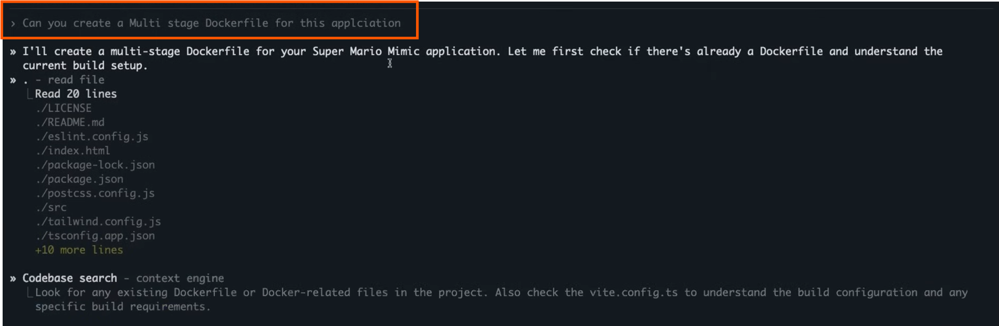 › Can you create a Multi stage Dockerfile for this applciation
» I'll create a multi-stage Dockerfile for your Super Mario Mimic application. Let me first check if there's already a Dockerfile and understand the
current build setup.
» . - read file
Read 20 lines
./LICENSE
./README.md
./eslint.config.js
./index.html
./package-lock.json
./package.json
./postcss.config.js
./src
./tailwind.config.js
./tsconfig.app.json
+10 more lines
» Codebase search - context engine
Look for any existing Dockerfile or Docker-related files in the project. Also check the vite.config.ts to understand the build configuration and any
specific build requirements.